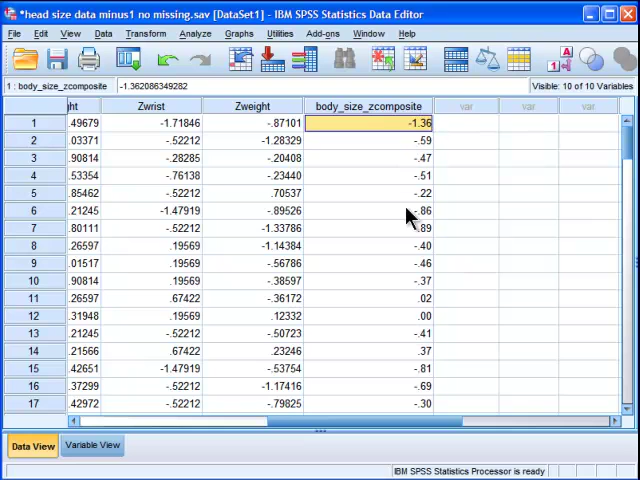 *head size data minus1 no missing.sav [DataSet1] - IBM SPSS Statistics Data Editor
File Edit View Data Transform Analyze Graphs Utilities Add-ons Window Help
1 : body_size_zcomposite -1.362086349282 Visible: 10 of 10 Variables
ht Zwrist Zweight body_size_zcomposite var var var
1 .49679 -1.71846 -.87101 -1.36
2 .03371 -.52212 -1.28329 -.59
3 .90814 -.28285 -.20408 -.47
4 .53354 -.76138 -.23440 -.51
5 .85462 -.52212 .70537 -.22
6 .21245 -1.47919 -.89526 -.86
7 .80111 -.52212 -1.33786 -.89
8 .26597 .19569 -1.14384 -.40
9 .01517 .19569 -.56786 -.46
10 .90814 .19569 -.38597 -.37
11 .26597 .67422 -.36172 .02
12 .31948 .19569 .12332 .00
13 .21245 -.52212 -.50723 -.41
14 .21566 .67422 .23246 .37
15 .42651 -1.47919 -.53754 -.81
16 .37299 -.52212 -1.17416 -.69
17 .42972 -.52212 -.79825 -.30
Data View Variable View
IBM SPSS Statistics Processor is ready